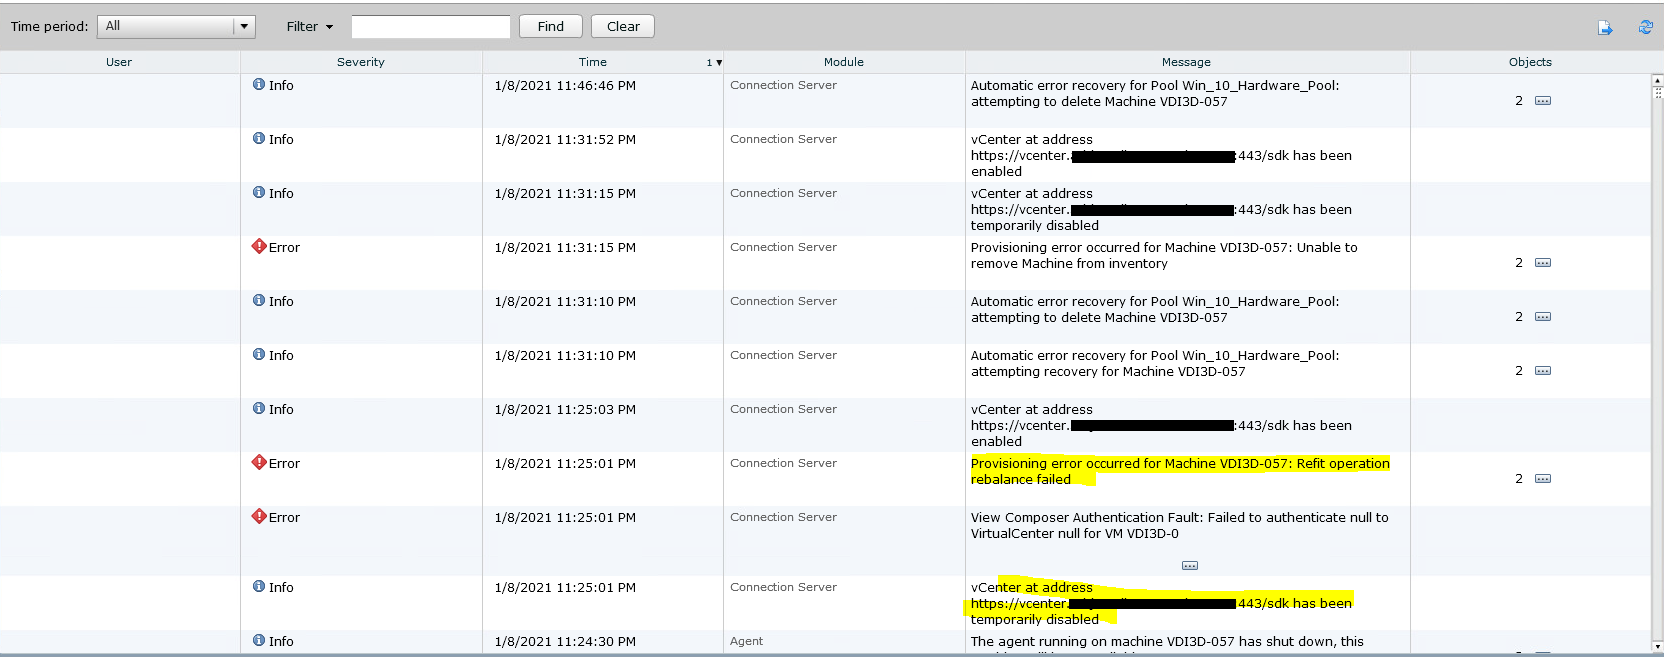 Time period: All Filter Find Clear
User Severity Time 1 Module Message Objects
Info 1/8/2021 11:46:46 PM Connection Server Automatic error recovery for Pool Win_10_Hardware_Pool:
attempting to delete Machine VDI3D-057 2 ...
Info 1/8/2021 11:31:52 PM Connection Server vCenter at address
https://vcenter. :443/sdk has been
enabled
Info 1/8/2021 11:31:15 PM Connection Server vCenter at address
https://vcenter. :443/sdk has been
temporarily disabled
Error 1/8/2021 11:31:15 PM Connection Server Provisioning error occurred for Machine VDI3D-057: Unable to
remove Machine from inventory 2 ...
Info 1/8/2021 11:31:10 PM Connection Server Automatic error recovery for Pool Win_10_Hardware_Pool:
attempting to delete Machine VDI3D-057 2 ...
Info 1/8/2021 11:31:10 PM Connection Server Automatic error recovery for Pool Win_10_Hardware_Pool:
attempting recovery for Machine VDI3D-057 2 ...
Info 1/8/2021 11:25:03 PM Connection Server vCenter at address
https://vcenter. :443/sdk has been
enabled
Error 1/8/2021 11:25:01 PM Connection Server Provisioning error occurred for Machine VDI3D-057: Refit operation
rebalance failed 2 ...
Error 1/8/2021 11:25:01 PM Connection Server View Composer Authentication Fault: Failed to authenticate null to
VirtualCenter null for VM VDI3D-0
...
Info 1/8/2021 11:25:01 PM Connection Server vCenter at address
https://vcenter. 443/sdk has been
temporarily disabled
Info 1/8/2021 11:24:30 PM Agent The agent running on machine VDI3D-057 has shut down, this